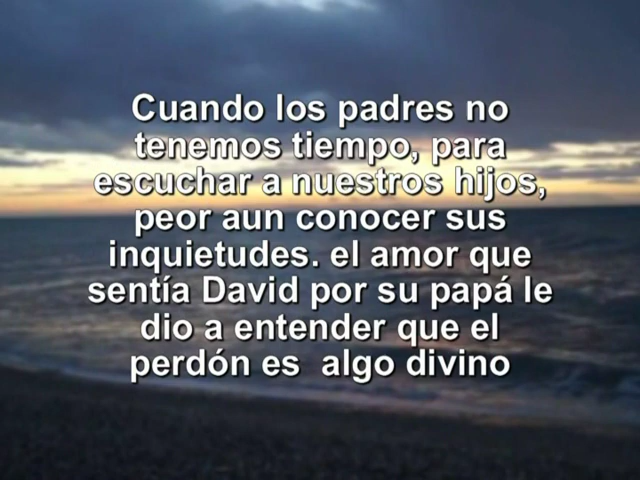 Cuando los padres no
tenemos tiempo, para
escuchar a nuestros hijos,
peor aun conocer sus
inquietudes. el amor que
sentía David por su papá le
dio a entender que el
perdón es  algo divino